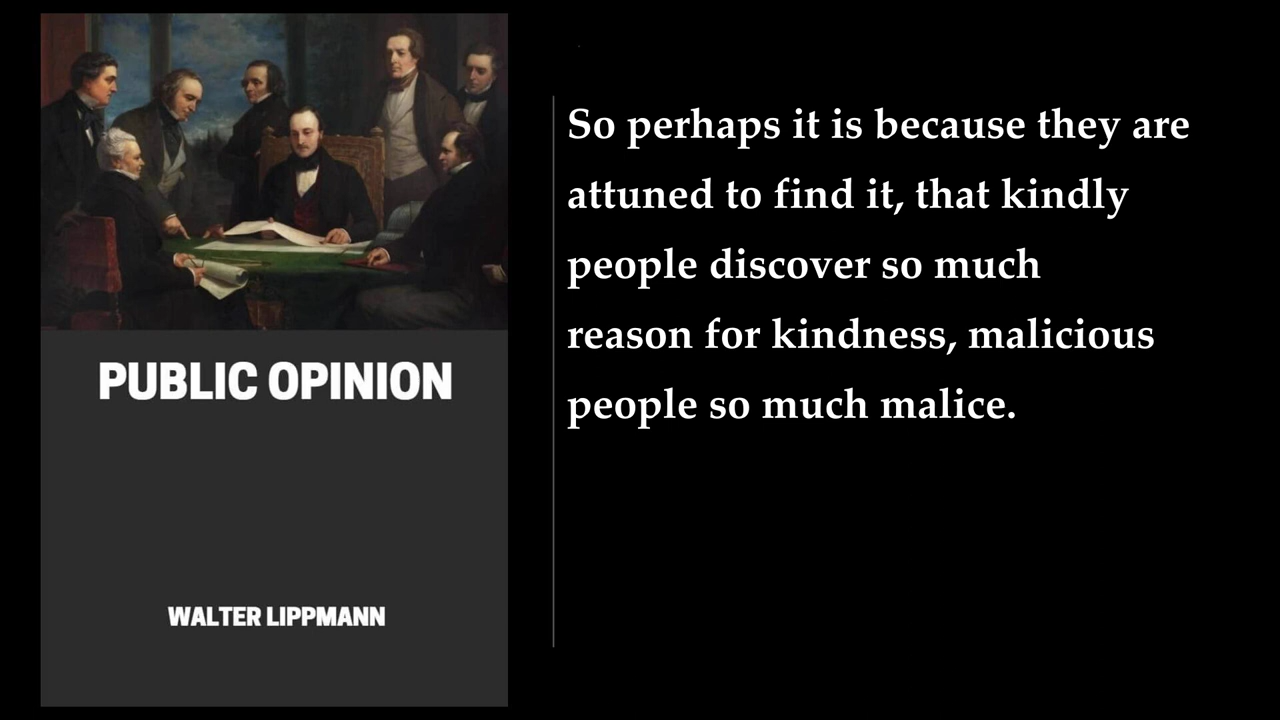 PUBLIC OPINION
WALTER LIPPMANN
So perhaps it is because they are
attuned to find it, that kindly
people discover so much
reason for kindness, malicious
people so much malice.